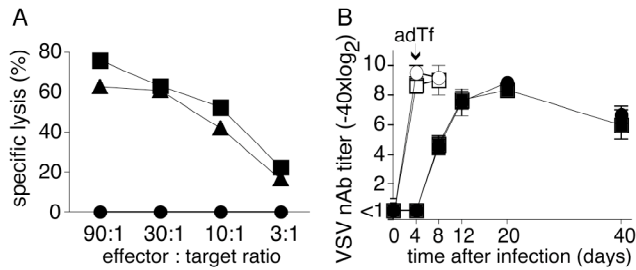 A
specific lysis (%)
80
60
40
20
0
90:1 30:1 10:1 3:1
effector : target ratio
B
adTf
VSV nAb titer (-40xlog2)
10
8
6
4
2
<1
0 4 8 12 20 40
time after infection (days)